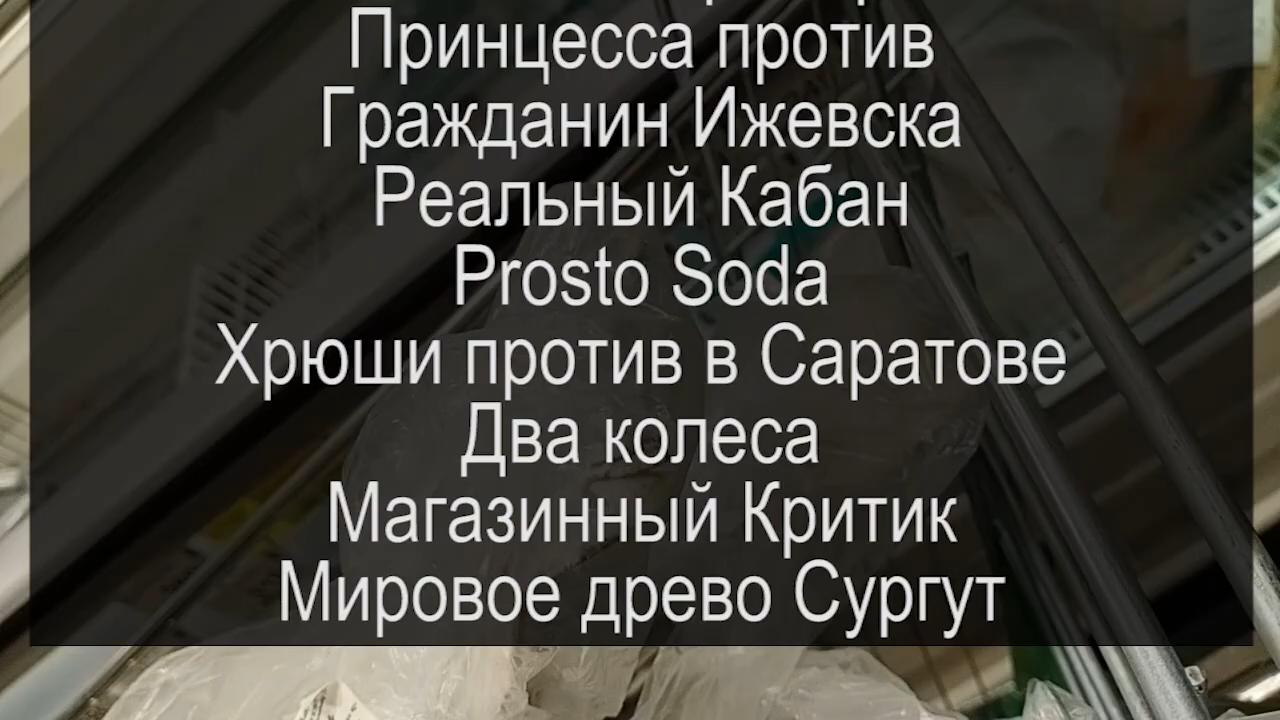 Принцесса против
Гражданин Ижевска
Реальный Кабан
Prosto Soda
Хрюши против в Саратове
Два колеса
Магазинный Критик
Мировое древо Сургут